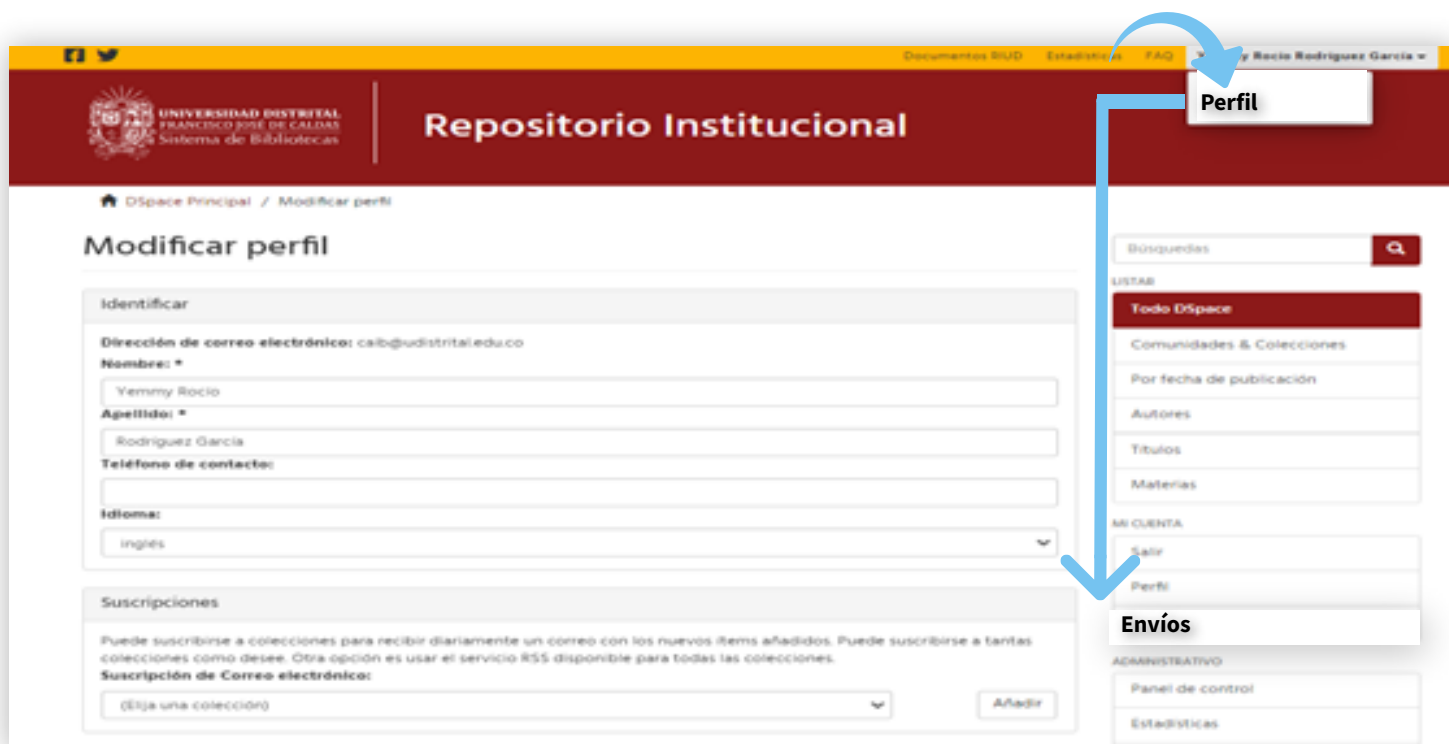 Documentos RIUD Estadísticas FAQ Rocio Rodriguez Garcia
Perfil
UNIVERSIDAD DISTRITAL
FRANCISCO JOSÉ DE CALDAS
Sistema de Bibliotecas
Repositorio Institucional
DSpace Principal / Modificar perfil
Modificar perfil
Búsquedas
LISTAR
Identificar
Todo DSpace
Dirección de correo electrónico: caib@udistrital.edu.co
Comunidades & Colecciones
Nombre: *
Yemmy Rocio
Por fecha de publicación
Apellido: *
Autores
Rodriguez García
Títulos
Teléfono de contacto:
Materias
Idioma:
MI CUENTA
inglés
Salir
Perfil
Suscripciones
Envíos
Puede suscribirse a colecciones para recibir diariamente un correo con los nuevos ítems añadidos. Puede suscribirse a tantas
colecciones como desee. Otra opción es usar el servicio RSS disponible para todas las colecciones.
ADMINISTRATIVO
Suscripción de Correo electrónico:
Panel de control
(Elija una colección)
Añadir
Estadísticas